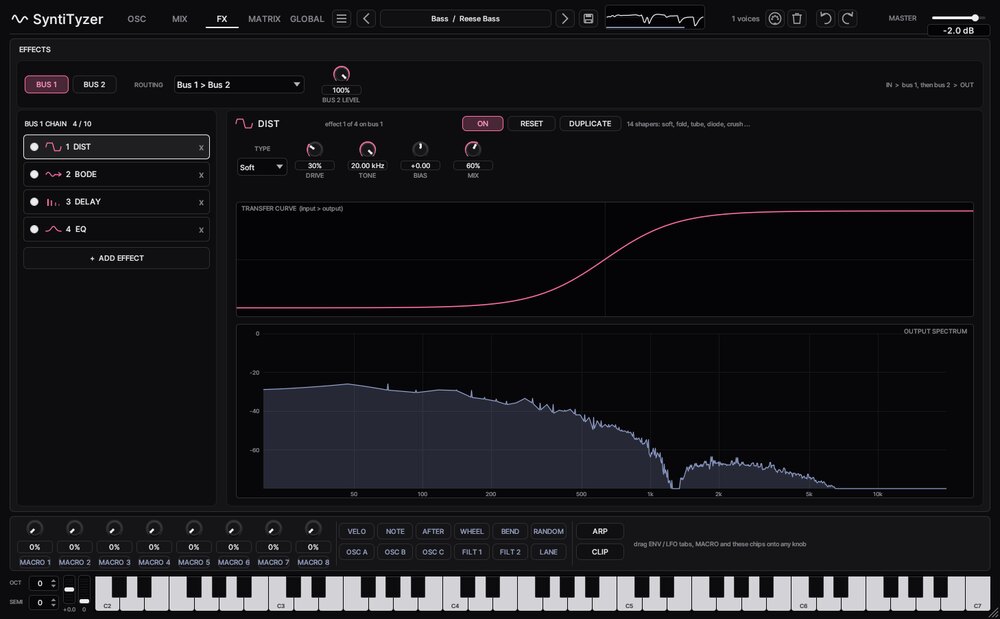 SyntiTyzer OSC MIX FX MATRIX GLOBAL Bass / Reese Bass 1 voices MASTER
-2.0 dB
EFFECTS
BUS 1 BUS 2 ROUTING Bus 1 > Bus 2 100% IN > bus 1, then bus 2 > OUT
BUS 2 LEVEL
BUS 1 CHAIN 4 / 10
1 DIST x
2 BODE x
3 DELAY x
4 EQ x
+ ADD EFFECT
DIST effect 1 of 4 on bus 1 ON RESET DUPLICATE 14 shapers: soft, fold, tube, diode, crush ...
TYPE
Soft 30% 20.00 kHz +0.00 60%
DRIVE TONE BIAS MIX
TRANSFER CURVE (input > output)
OUTPUT SPECTRUM
0
-20
-40
-60
50 100 200 500 1k 2k 5k 10k
0% 0% 0% 0% 0% 0% 0% 0%
MACRO 1 MACRO 2 MACRO 3 MACRO 4 MACRO 5 MACRO 6 MACRO 7 MACRO 8
VELO NOTE AFTER WHEEL BEND RANDOM ARP
OSC A OSC B OSC C FILT 1 FILT 2 LANE CLIP
drag ENV / LFO tabs, MACRO and these chips onto any knob
OCT 0
SEMI 0
+0.0 0
C2 C3 C4 C5 C6 C7